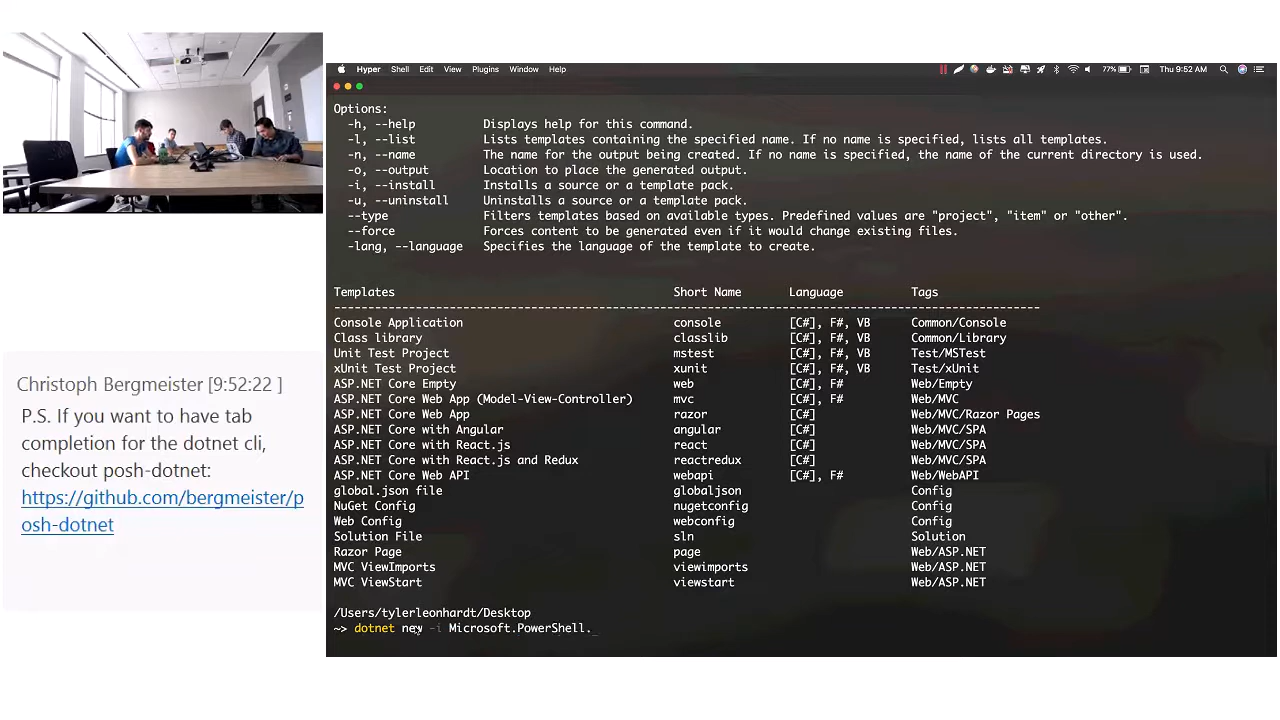 Hyper Shell Edit View Plugins Window Help 77% Thu 9:52 AM
Options:
-h, --help Displays help for this command.
-l, --list Lists templates containing the specified name. If no name is specified, lists all templates.
-n, --name The name for the output being created. If no name is specified, the name of the current directory is used.
-o, --output Location to place the generated output.
-i, --install Installs a source or a template pack.
-u, --uninstall Uninstalls a source or a template pack.
--type Filters templates based on available types. Predefined values are "project", "item" or "other".
--force Forces content to be generated even if it would change existing files.
-lang, --language Specifies the language of the template to create.
Templates Short Name Language Tags
--------------------------------------------------------------------------------------------------------
Console Application console [C#], F#, VB Common/Console
Class library classlib [C#], F#, VB Common/Library
Unit Test Project mstest [C#], F#, VB Test/MSTest
xUnit Test Project xunit [C#], F#, VB Test/xUnit
ASP.NET Core Empty web [C#], F# Web/Empty
ASP.NET Core Web App (Model-View-Controller) mvc [C#], F# Web/MVC
ASP.NET Core Web App razor [C#] Web/MVC/Razor Pages
ASP.NET Core with Angular angular [C#] Web/MVC/SPA
ASP.NET Core with React.js react [C#] Web/MVC/SPA
ASP.NET Core with React.js and Redux reactredux [C#] Web/MVC/SPA
ASP.NET Core Web API webapi [C#], F# Web/WebAPI
global.json file globaljson Config
NuGet Config nugetconfig Config
Web Config webconfig Config
Solution File sln Solution
Razor Page page Web/ASP.NET
MVC ViewImports viewimports Web/ASP.NET
MVC ViewStart viewstart Web/ASP.NET
/Users/tylerleonhardt/Desktop
~> dotnet new -i Microsoft.PowerShell._
Christoph Bergmeister [9:52:22 ]
P.S. If you want to have tab
completion for the dotnet cli,
checkout posh-dotnet:
https://github.com/bergmeister/p
osh-dotnet